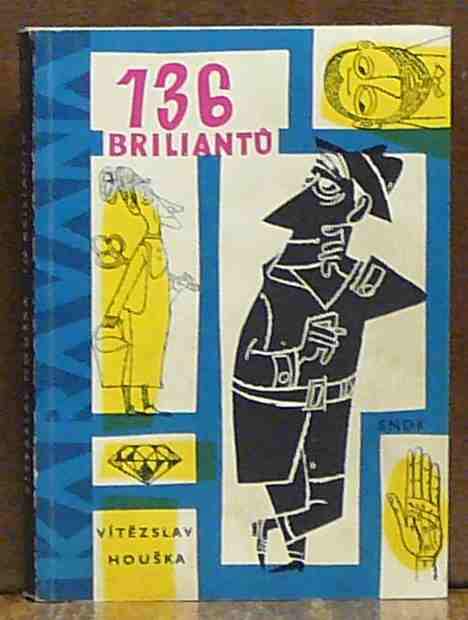 136
BRILIANTŮ
SNDK
VÍTĚZSLAV
HOUŠKA
KARAVANA